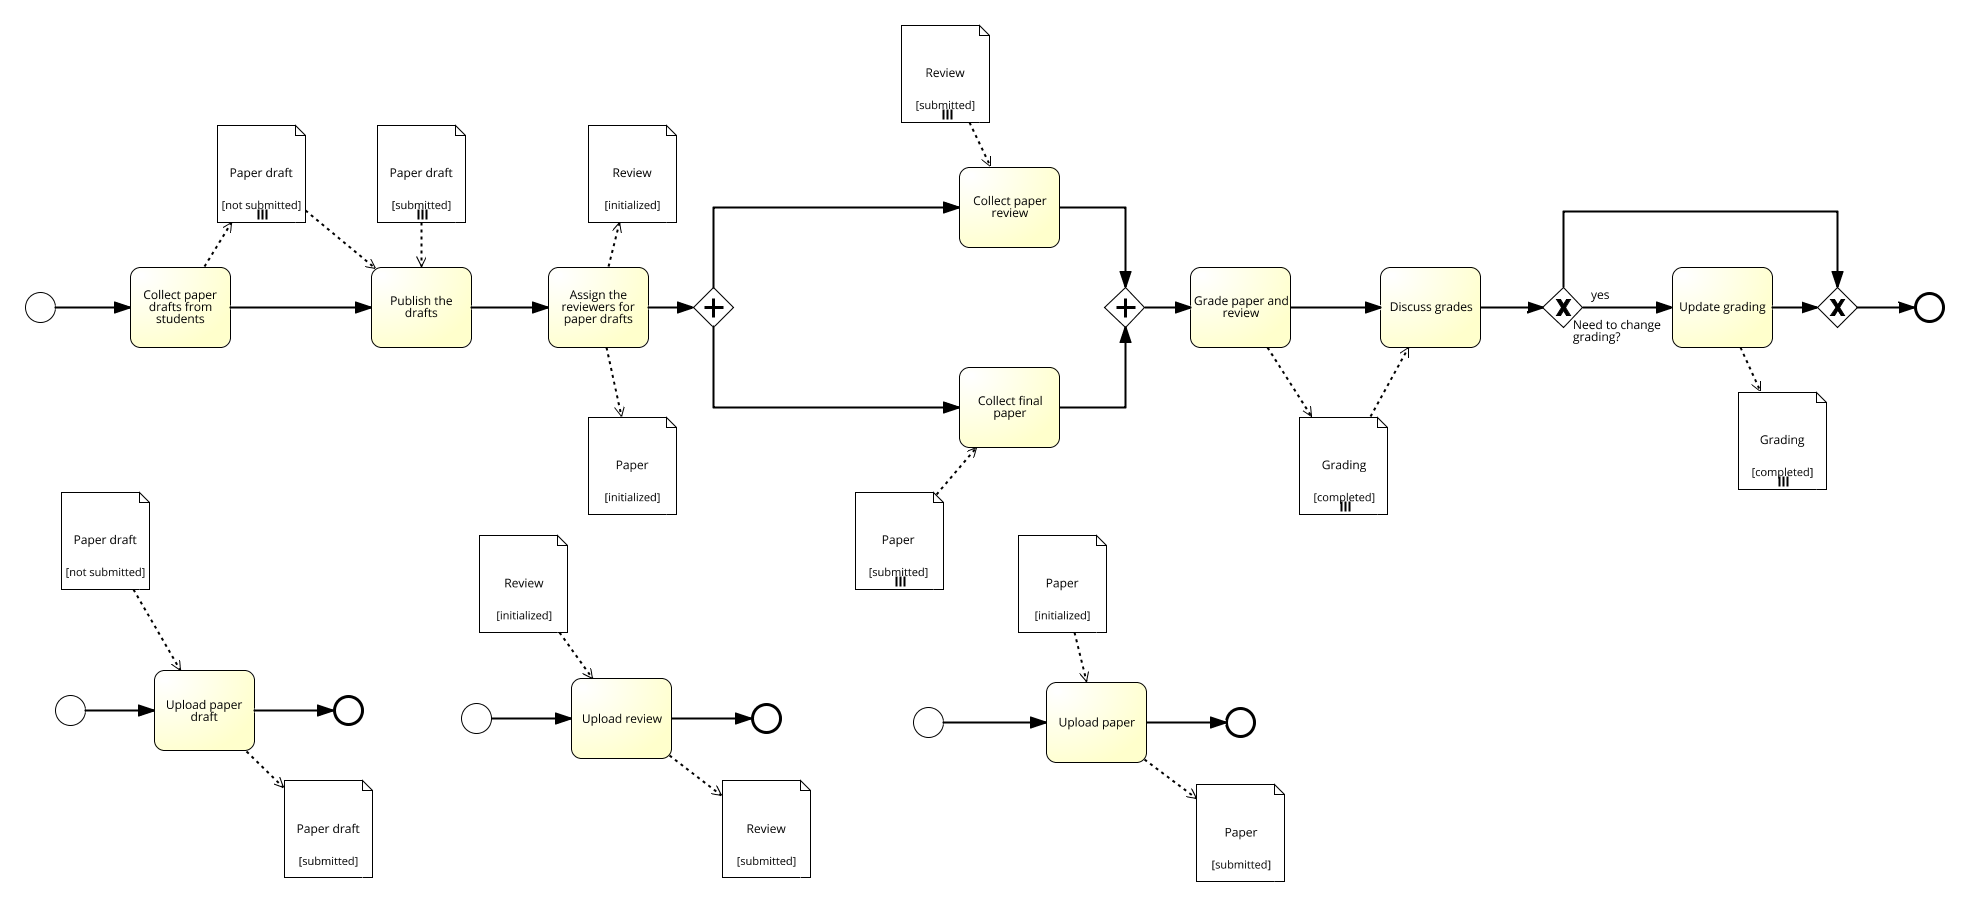 Review
[submitted]
Paper draft
[not submitted]
Paper draft
[submitted]
Review
[initialized]
Collect paper
review
Collect paper
drafts from
students
Publish the
drafts
Assign the
reviewers for
paper drafts
Grade paper and
review
Discuss grades
yes
Need to change
grading?
Update grading
Collect final
paper
Paper
[initialized]
Grading
[completed]
Grading
[completed]
Paper draft
[not submitted]
Review
[initialized]
Paper
[submitted]
Paper
[initialized]
Upload paper
draft
Upload review
Upload paper
Paper draft
[submitted]
Review
[submitted]
Paper
[submitted]